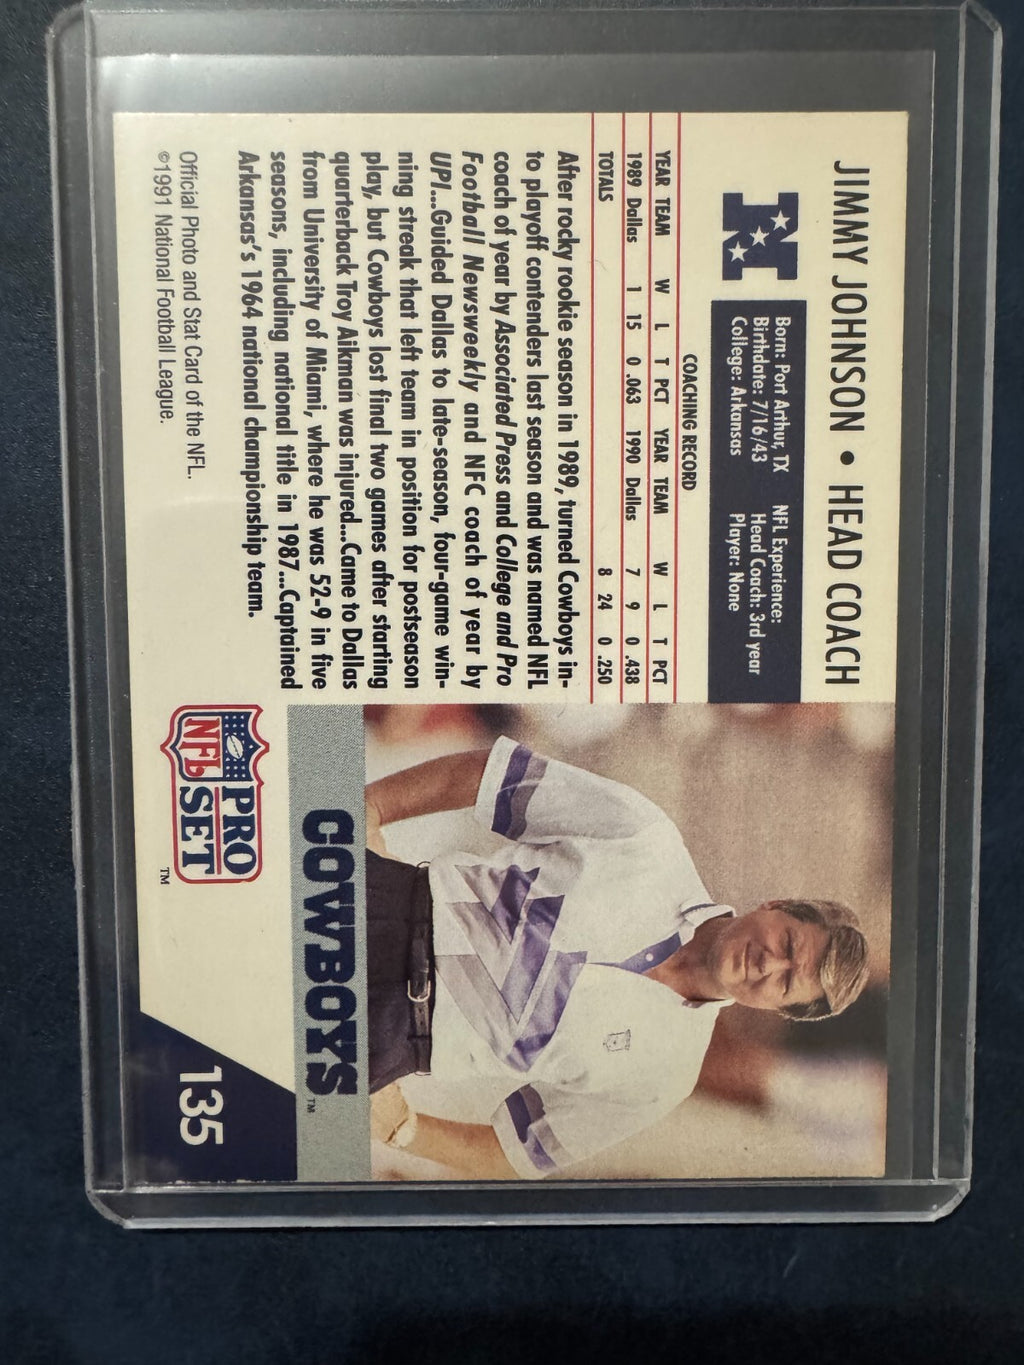 JIMMY JOHNSON • HEAD COACH
N
Born: Port Arthur, TX
Birthdate: 7/16/43
College: Arkansas
NFL Experience:
Head Coach: 3rd year
Player: None
COACHING RECORD
YEAR TEAM W L T PCT YEAR TEAM W L T PCT
1989 Dallas 1 15 0 .063 1990 Dallas 7 9 0 .438
TOTALS 8 24 0 .250
After rocky rookie season in 1989, turned Cowboys in-
to playoff contenders last season and was named NFL
coach of year by Associated Press and College and Pro
Football Newsweekly and NFC coach of year by
UPI...Guided Dallas to late-season, four-game win-
ning streak that left team in position for postseason
play, but Cowboys lost final two games after starting
quarterback Troy Aikman was injured...Came to Dallas
from University of Miami, where he was 52-9 in five
seasons, including national title in 1987...Captained
Arkansas's 1964 national championship team.
Official Photo and Stat Card of the NFL.
©1991 National Football League.
COWBOYS™
NFL PRO SET™
135